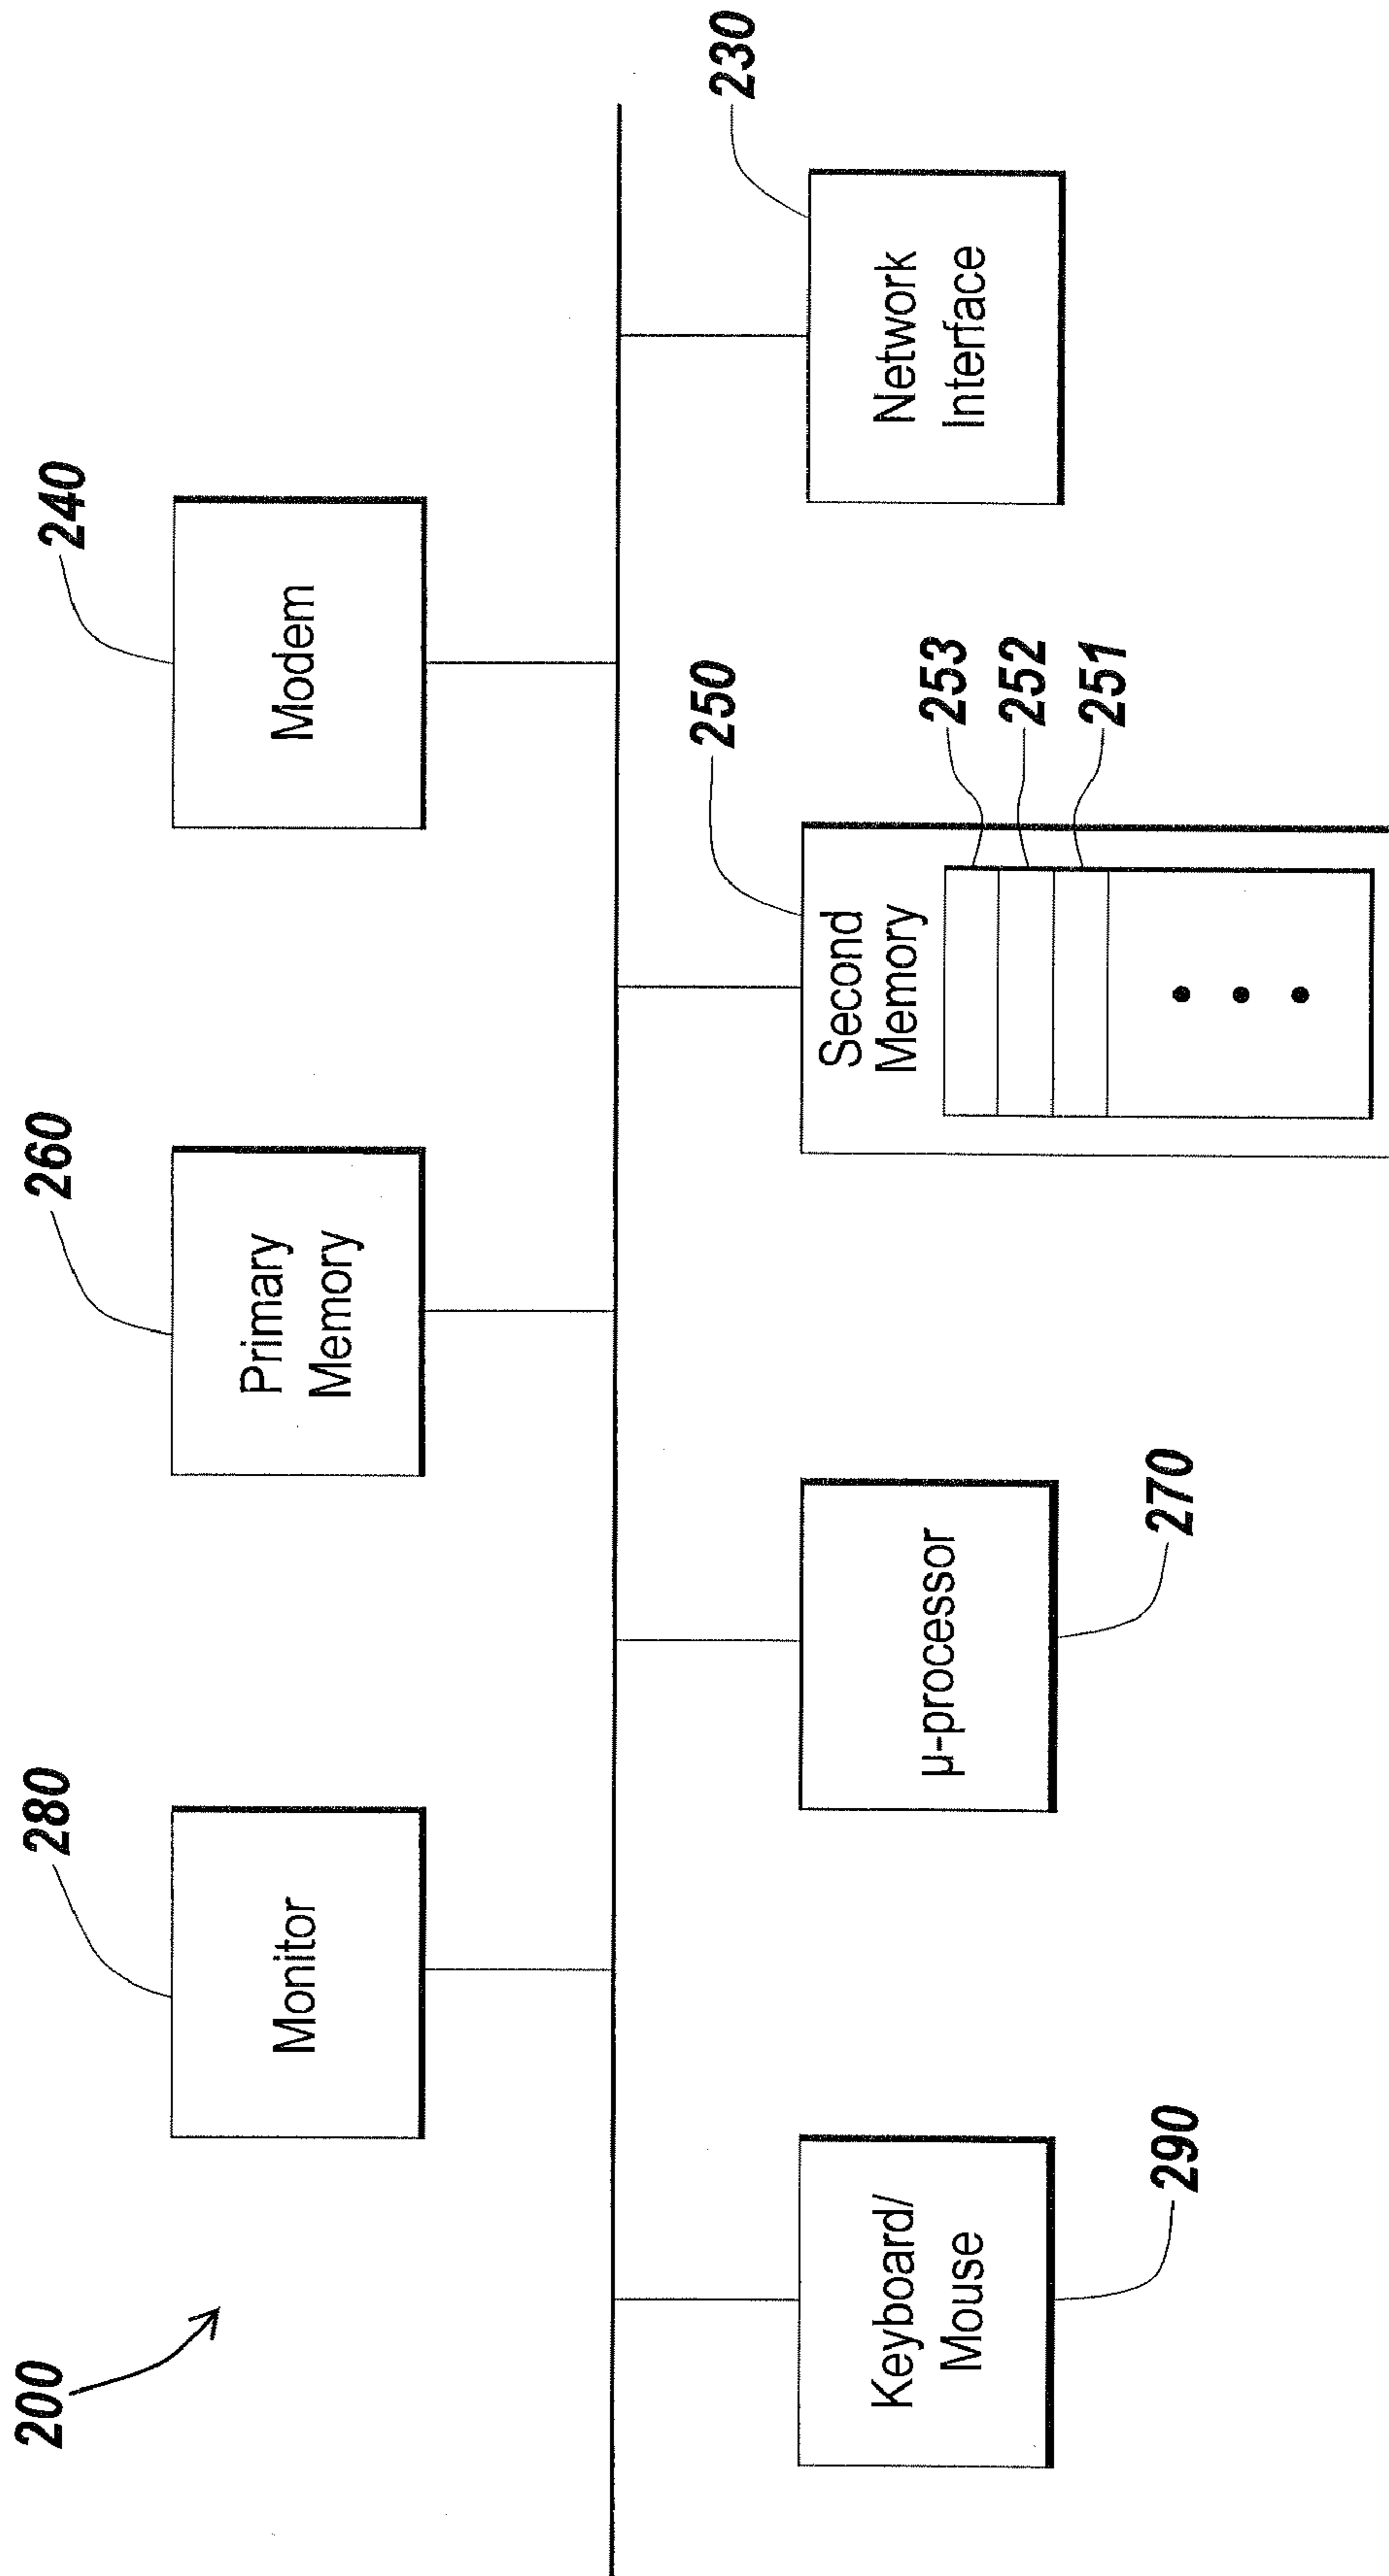 200
280
Monitor
260
Primary
Memory
240
Modem
Keyboard/
Mouse
290
µ-processor
270
250
Second
Memory
253
252
251
230
Network
Interface